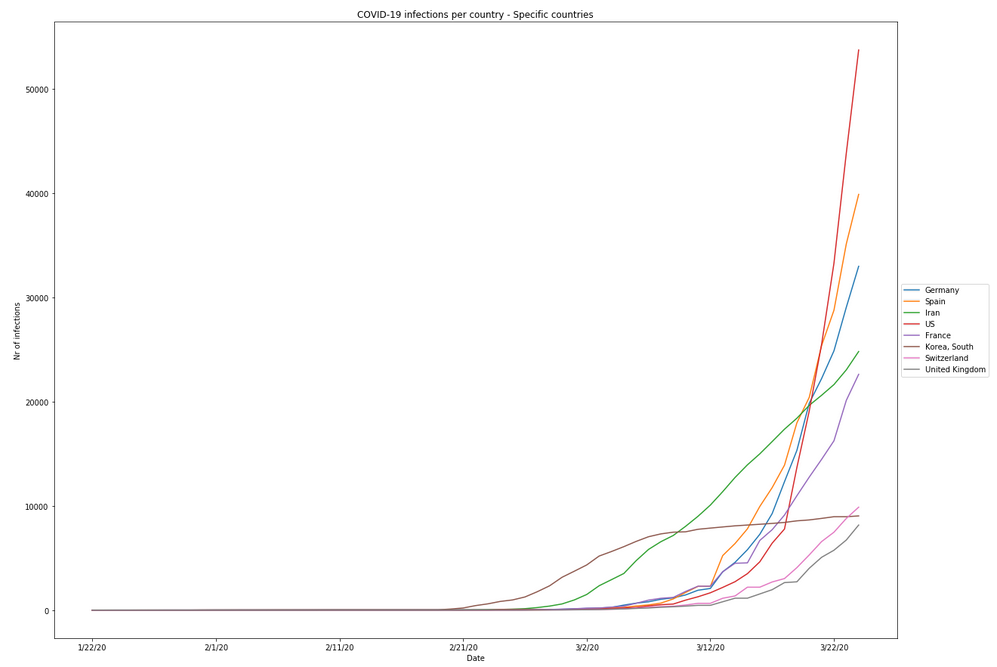 COVID-19 infections per country - Specific countries
50000
40000
30000
20000
10000
0
Nr of infections
1/22/20
2/1/20
2/11/20
2/21/20
3/2/20
3/12/20
3/22/20
Date
Germany
Spain
Iran
US
France
Korea, South
Switzerland
United Kingdom